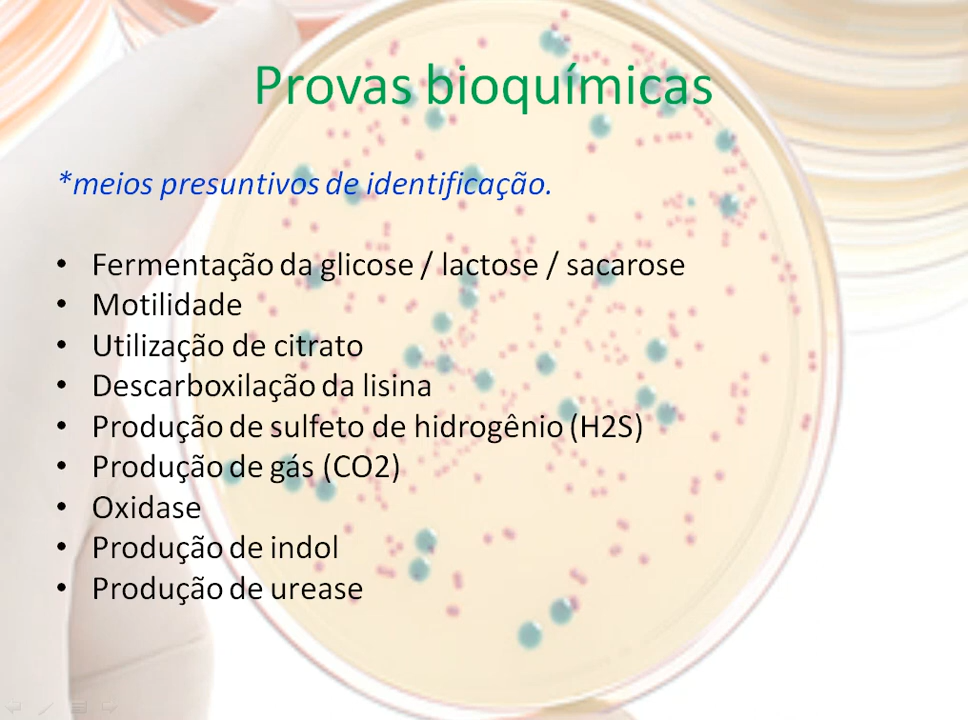 Provas bioquímicas
*meios presuntivos de identificação.
• Fermentação da glicose / lactose / sacarose
• Motilidade
• Utilização de citrato
• Descarboxilação da lisina
• Produção de sulfeto de hidrogênio (H2S)
• Produção de gás (CO2)
• Oxidase
• Produção de indol
• Produção de urease